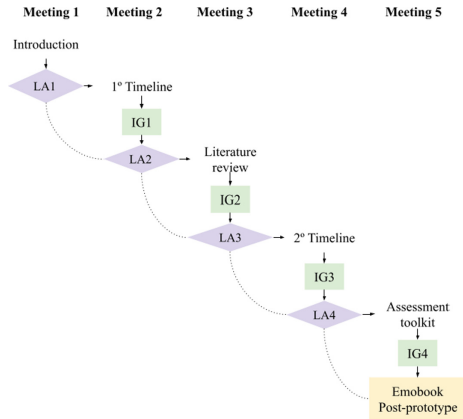 Meeting 1 Meeting 2 Meeting 3 Meeting 4 Meeting 5
Introduction
LA1
1º Timeline
IG1
LA2
Literature
review
IG2
LA3
2º Timeline
IG3
LA4
Assessment
toolkit
IG4
Emobook
Post-prototype